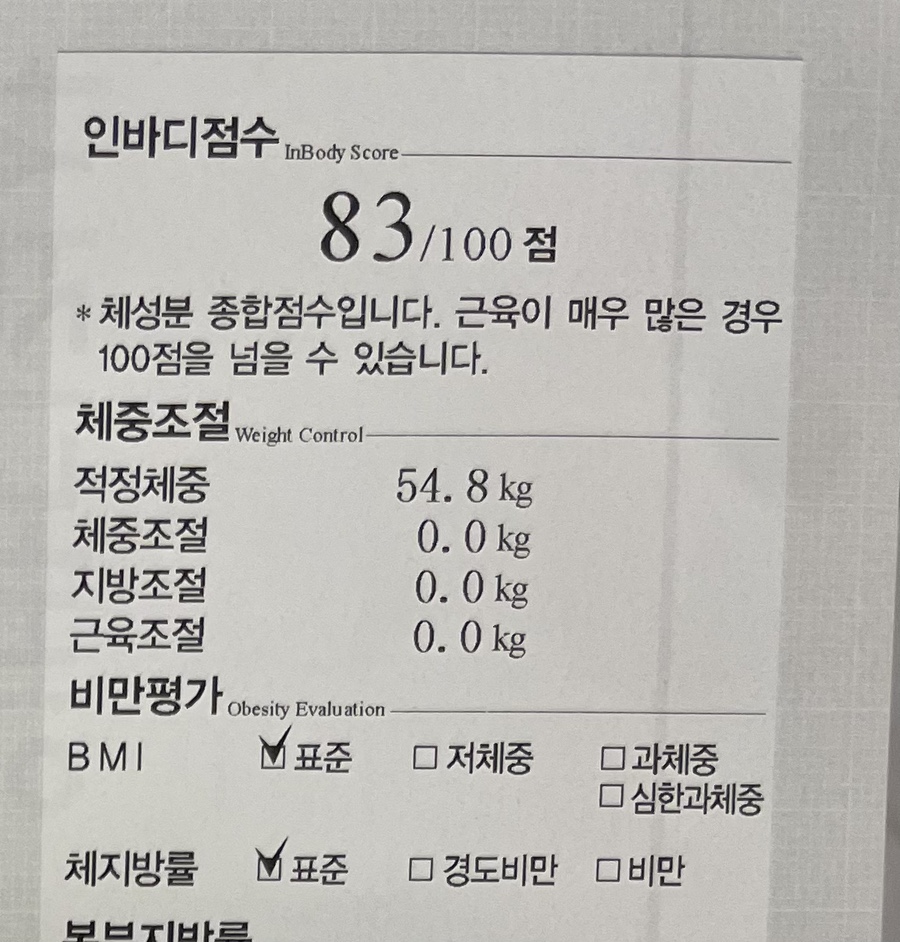 인바디점수 InBody Score
83/100 점
* 체성분 종합점수입니다. 근육이 매우 많은 경우
100점을 넘을 수 있습니다.
체중조절 Weight Control
적정체중 54.8 kg
체중조절 0.0 kg
지방조절 0.0 kg
근육조절 0.0 kg
비만평가 Obesity Evaluation
BMI ☑ 표준 ☐ 저체중 ☐ 과체중
☐ 심한과체중
체지방률 ☑ 표준 ☐ 경도비만 ☐ 비만
복부지방률